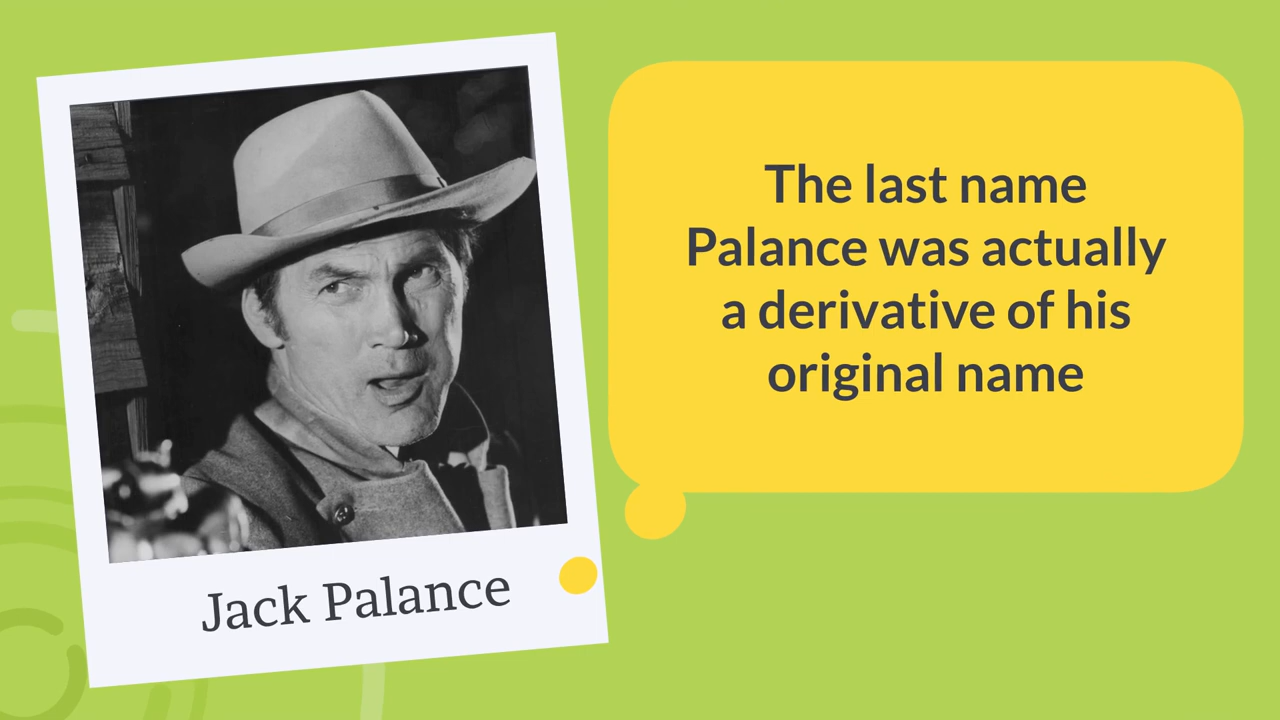 The last name
Palance was actually
a derivative of his
original name
Jack Palance